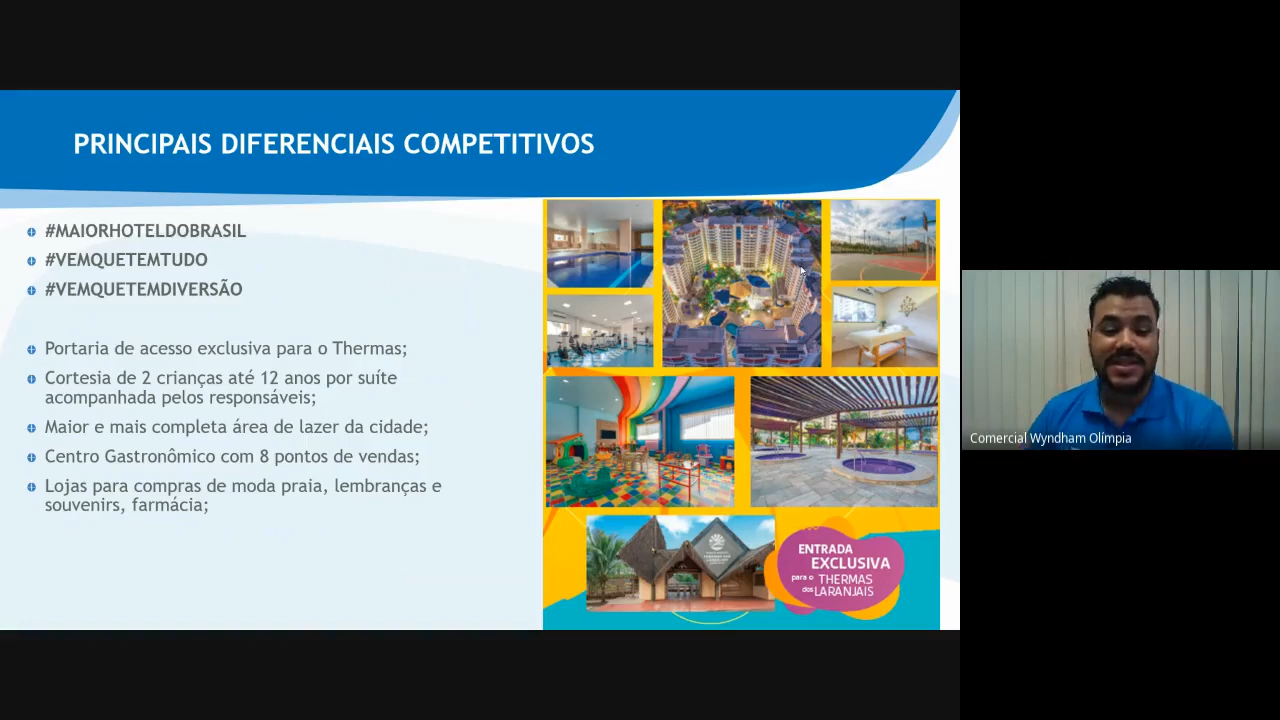 PRINCIPAIS DIFERENCIAIS COMPETITIVOS
#MAIORHOTELDOBRASIL
#VEMQUETEMTUDO
#VEMQUETEMDIVERSÃO
Portaria de acesso exclusiva para o Thermas;
Cortesia de 2 crianças até 12 anos por suíte
acompanhada pelos responsáveis;
Maior e mais completa área de lazer da cidade;
Centro Gastronômico com 8 pontos de vendas;
Lojas para compras de moda praia, lembranças e
souvenirs, farmácia;
ENTRADA
EXCLUSIVA
para o THERMAS
dos LARANJAIS
Comercial Wyndham Olímpia